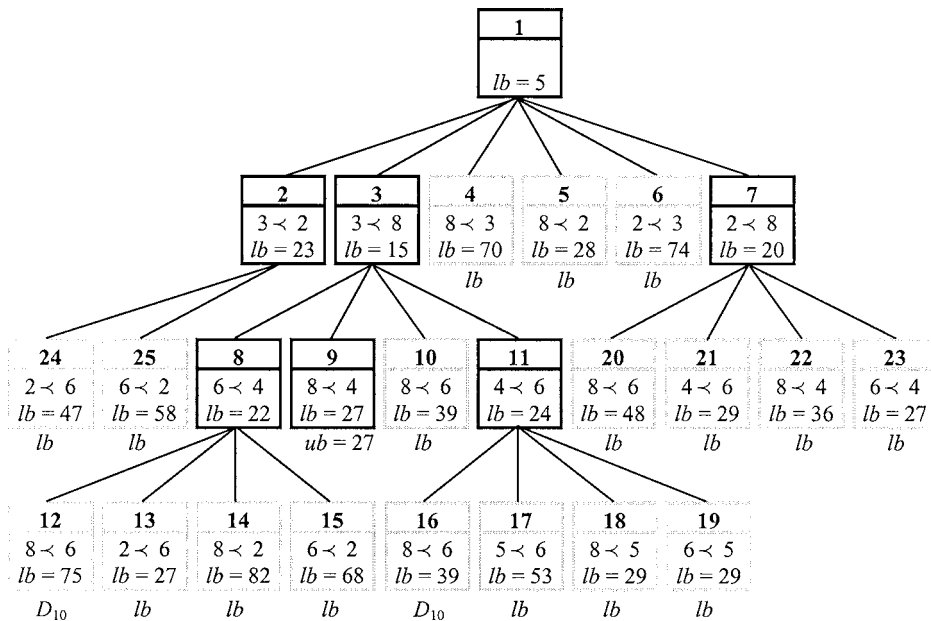 1
lb = 5
2 3 4 5 6 7
3 ≺ 2 3 ≺ 8 8 ≺ 3 8 ≺ 2 2 ≺ 3 2 ≺ 8
lb = 23 lb = 15 lb = 70 lb = 28 lb = 74 lb = 20
lb lb lb
24 25 8 9 10 11 20 21 22 23
2 ≺ 6 6 ≺ 2 6 ≺ 4 8 ≺ 4 8 ≺ 6 4 ≺ 6 8 ≺ 6 4 ≺ 6 8 ≺ 4 6 ≺ 4
lb = 47 lb = 58 lb = 22 lb = 27 lb = 39 lb = 24 lb = 48 lb = 29 lb = 36 lb = 27
lb lb ub = 27 lb lb lb lb lb
12 13 14 15 16 17 18 19
8 ≺ 6 2 ≺ 6 8 ≺ 2 6 ≺ 2 8 ≺ 6 5 ≺ 6 8 ≺ 5 6 ≺ 5
lb = 75 lb = 27 lb = 82 lb = 68 lb = 39 lb = 53 lb = 29 lb = 29
D10 lb lb lb D10 lb lb lb